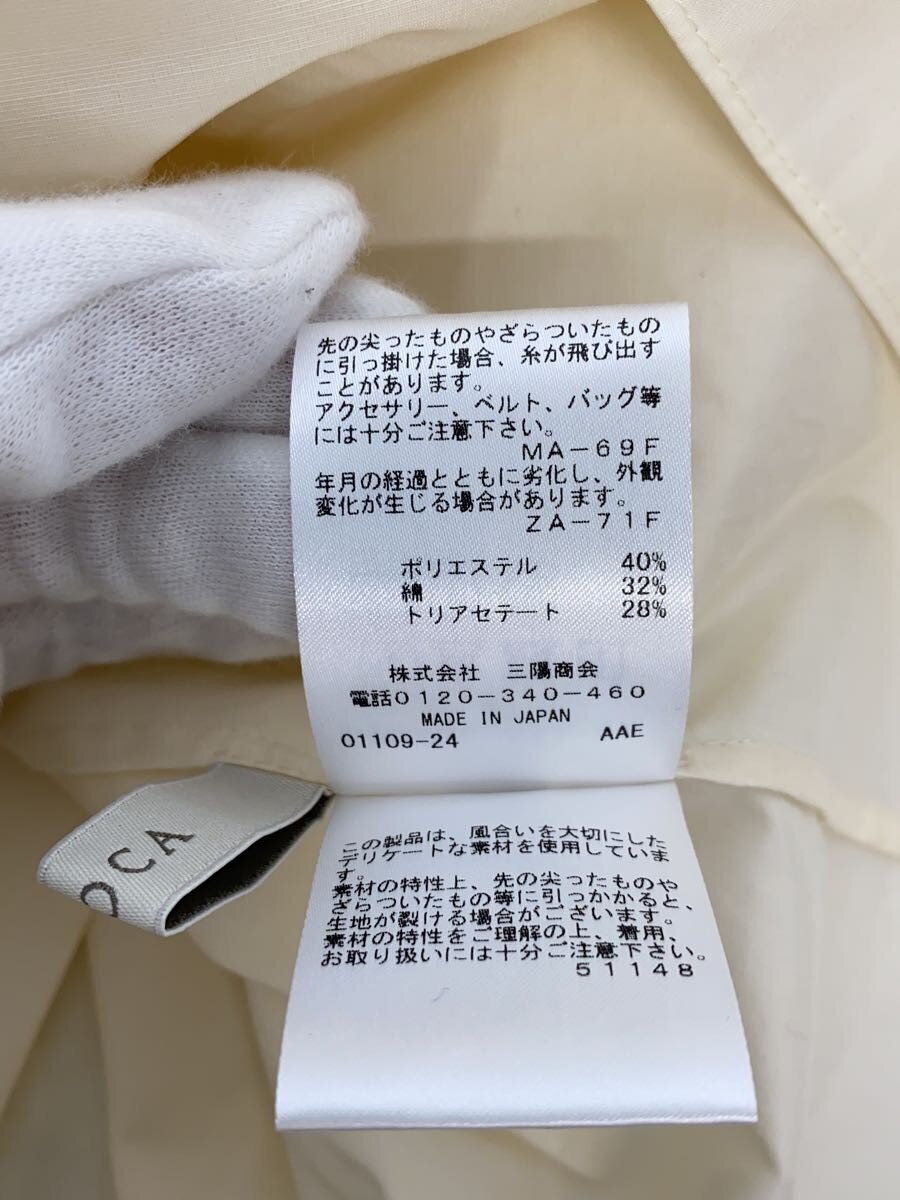 先の尖ったものやざらついたもの
に引っ掛けた場合、糸が飛び出す
ことがあります。
アクセサリー、ベルト、バッグ等
には十分ご注意下さい。
MA-69F
年月の経過とともに劣化し、外観
変化が生じる場合があります。
ZA-71F
ポリエステル 40%
綿 32%
トリアセテート 28%
株式会社 三陽商会
電話0120-340-460
MADE IN JAPAN
01109-24 AAE
OCA
この製品は、風合いを大切にした
デリケートな素材を使用していま
す。
素材の特性上、先の尖ったものや
ざらついたもの等に引っかかると、
生地が裂ける場合がございます。
素材の特性をご理解の上、着用、
お取り扱いには十分ご注意下さい。
51148